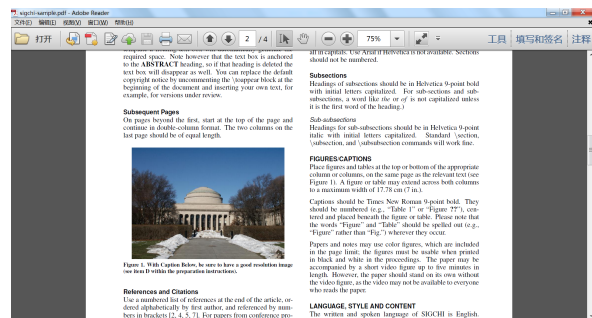 sigchi-sample.pdf - Adobe Reader
文件(F) 编辑(E) 视图(V) 窗口(W) 帮助(H)
打开 2 / 4 75% 工具 填写和签名 注释
required space. Note however that the text box is anchored
to the ABSTRACT heading, so if that heading is deleted the
text box will disappear as well. You can replace the default
copyright notice by uncommenting the \toappear block at the
beginning of the document and inserting your own text, for
example, for versions under review.
Subsequent Pages
On pages beyond the first, start at the top of the page and
continue in double-column format. The two columns on the
last page should be of equal length.
Figure 1. With Caption Below, be sure to have a good resolution image
(see item D within the preparation instructions).
References and Citations
Use a numbered list of references at the end of the article, or-
dered alphabetically by first author, and referenced by num-
bers in brackets [2, 4, 5, 7]. For papers from conference pro-
all in capitals. Use Arial if Helvetica is not available. Sections
should not be numbered.
Subsections
Headings of subsections should be in Helvetica 9-point bold
with initial letters capitalized. For sub-sections and sub-
subsections, a word like the or of is not capitalized unless
it is the first word of the heading.)
Sub-subsections
Headings for sub-subsections should be in Helvetica 9-point
italic with initial letters capitalized. Standard \section,
\subsection, and \subsubsection commands will work fine.
FIGURES/CAPTIONS
Place figures and tables at the top or bottom of the appropriate
column or columns, on the same page as the relevant text (see
Figure 1). A figure or table may extend across both columns
to a maximum width of 17.78 cm (7 in.).
Captions should be Times New Roman 9-point bold. They
should be numbered (e.g., “Table 1” or “Figure ??”), cen-
tered and placed beneath the figure or table. Please note that
the words “Figure” and “Table” should be spelled out (e.g.,
“Figure” rather than “Fig.”) wherever they occur.
Papers and notes may use color figures, which are included
in the page limit; the figures must be usable when printed
in black and white in the proceedings. The paper may be
accompanied by a short video figure up to five minutes in
length. However, the paper should stand on its own without
the video figure, as the video may not be available to everyone
who reads the paper.
LANGUAGE, STYLE AND CONTENT
The written and spoken language of SIGCHI is English.